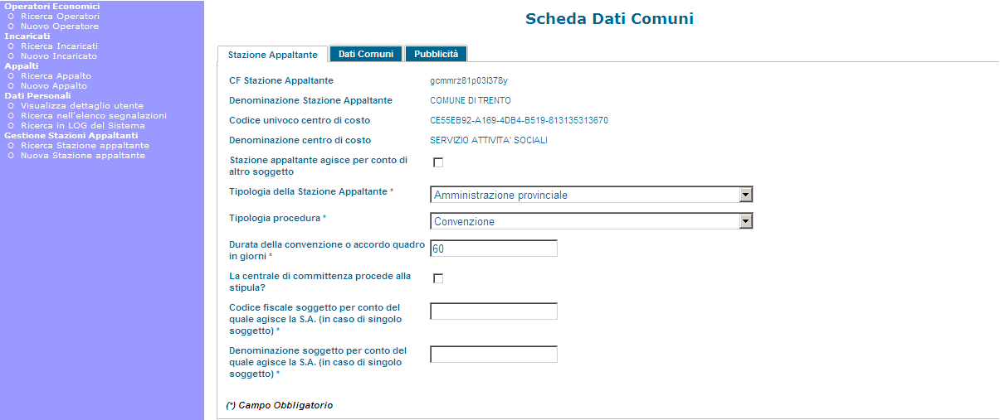 Operatori Economici
O Ricerca Operatori
O Nuovo Operatore
Incaricati
O Ricerca Incaricati
O Nuovo Incaricato
Appalti
O Ricerca Appalto
O Nuovo Appalto
Dati Personali
O Visualizza dettaglio utente
O Ricerca nell'elenco segnalazioni
O Ricerca in LOG del Sistema
Gestione Stazioni Appaltanti
O Ricerca Stazione appaltante
O Nuova Stazione appaltante
Scheda Dati Comuni
Stazione Appaltante Dati Comuni Pubblicità
CF Stazione Appaltante gcmmrz81p03l378y
Denominazione Stazione Appaltante COMUNE DI TRENTO
Codice univoco centro di costo CE55EB92-A169-4DB4-B519-813135313670
Denominazione centro di costo SERVIZIO ATTIVITA' SOCIALI
Stazione appaltante agisce per conto di
altro soggetto
Tipologia della Stazione Appaltante * Amministrazione provinciale
Tipologia procedura * Convenzione
Durata della convenzione o accordo quadro
in giorni * 60
La centrale di committenza procede alla
stipula?
Codice fiscale soggetto per conto del
quale agisce la S.A. (in caso di singolo
soggetto) *
Denominazione soggetto per conto del
quale agisce la S.A. (in caso di singolo
soggetto) *
(*) Campo Obbligatorio